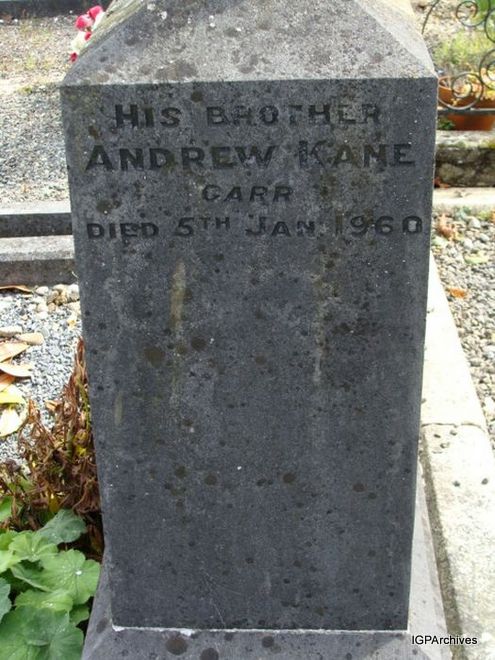 His Brother
Andrew Kane
Carr
Died 5th Jan. 1960
IGPArchives